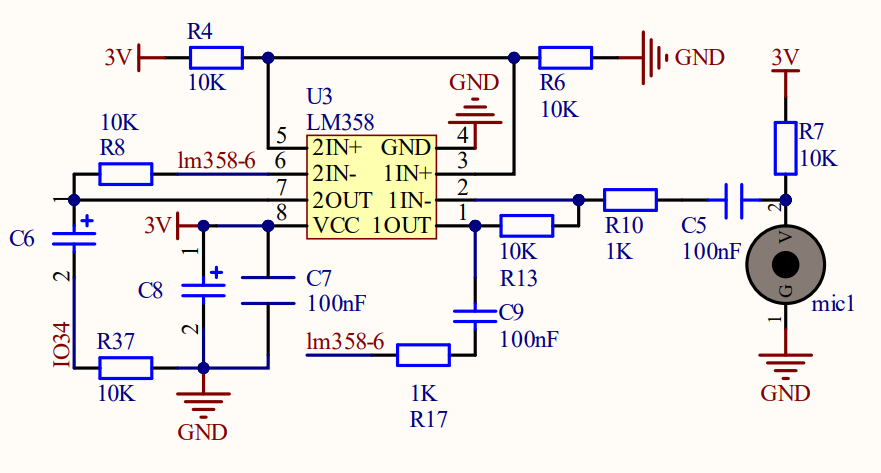 R4
3V
10K
GND
R6
10K
GND
3V
U3
LM358
10K
R8
R7
10K
lm358-6
5
6
7
8
2IN+
2IN-
2OUT
VCC
GND
1IN+
1IN-
1OUT
4
3
2
1
1
C6
2
3V
1
C8
2
C7
100nF
10K
R13
R10
1K
C5
100nF
2
V
G
mic1
1
GND
C9
100nF
IO34
R37
10K
lm358-6
1K
R17
GND